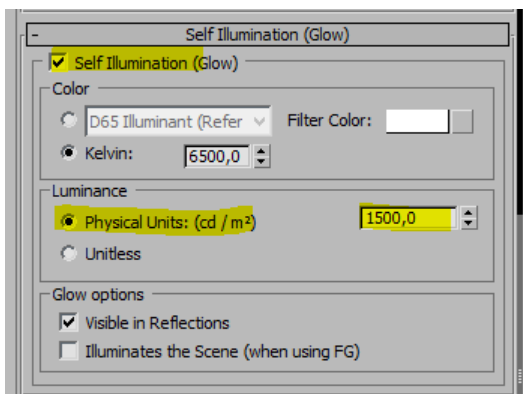 - Self Illumination (Glow)
Self Illumination (Glow)
Color
D65 Illuminant (Refer Filter Color:
Kelvin: 6500,0
Luminance
Physical Units: (cd / m²) 1500,0
Unitless
Glow options
Visible in Reflections
Illuminates the Scene (when using FG)